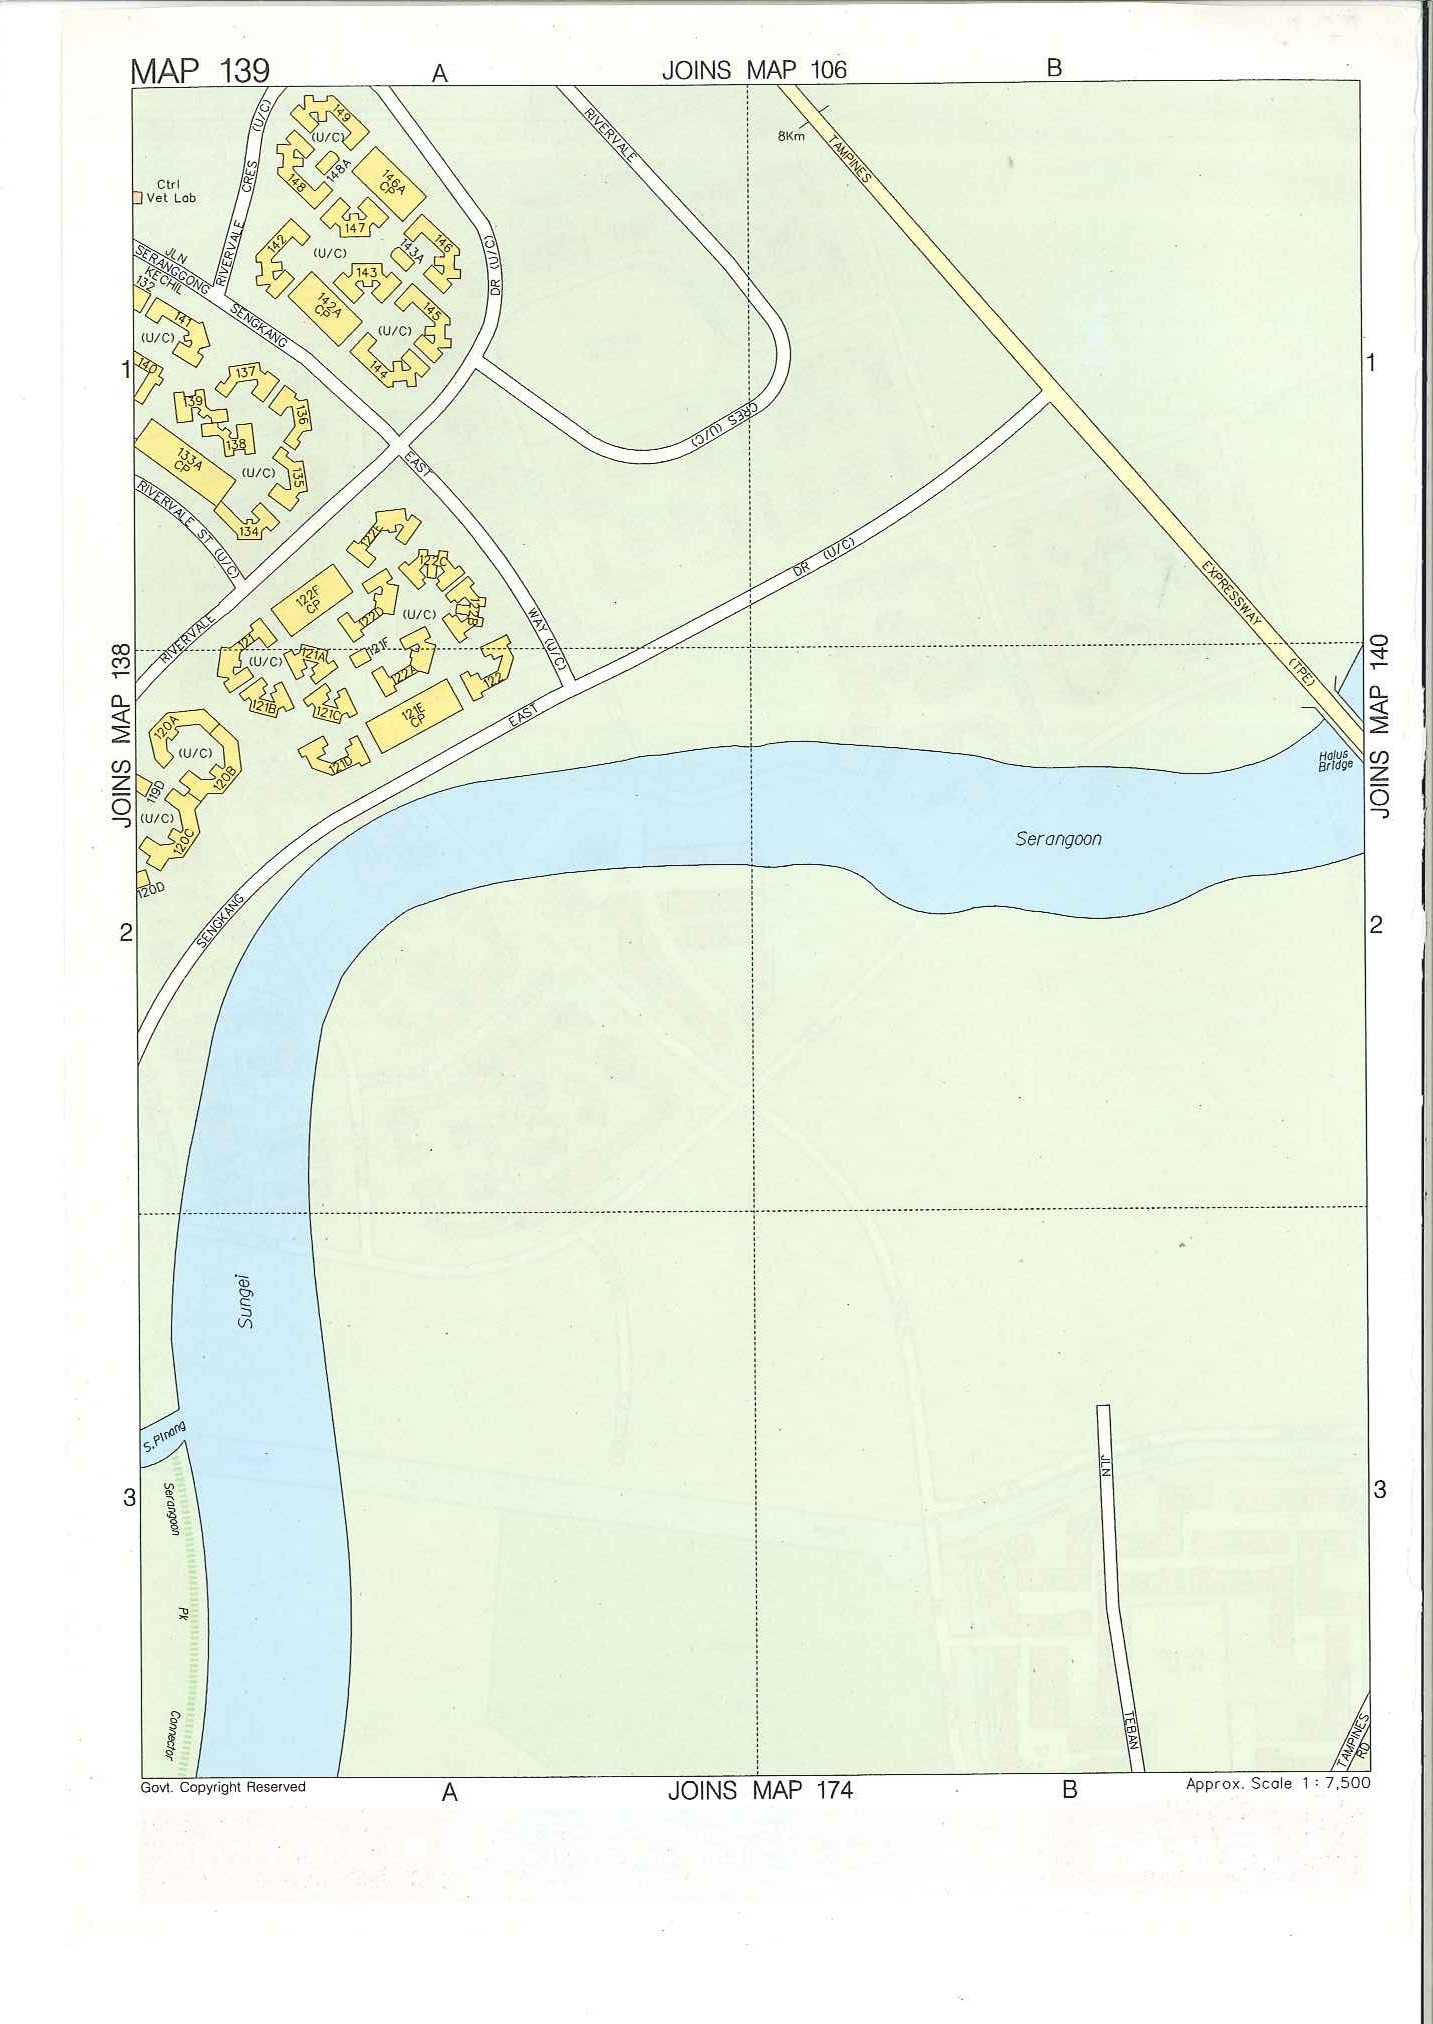 MAP 139
A
JOINS MAP 106
B
8Km
TAMPINES
EXPRESSWAY
(TPE)
RIVERVALE
CRES (U/C)
RIVERVALE CRES (U/C)
DR (U/C)
Ctrl
Vet Lab
JLN
SERANGGONG
KECHIL
149
(U/C)
148A
148
146A
CP
147
142
(U/C)
143A
146
143
142A
CP
145
(U/C)
144
132
141
(U/C)
140
137
139
136
138
133A
CP
(U/C)
135
134
SENGKANG
EAST
WAY (U/C)
RIVERVALE ST (U/C)
RIVERVALE
1
1
122E
122C
122F
CP
122D
(U/C)
122B
121
121F
(U/C)
121A
122A
122
121B
121C
121E
CP
121D
120A
(U/C)
120B
119D
(U/C)
120C
120D
SENGKANG
EAST
DR (U/C)
JOINS MAP 138
JOINS MAP 140
Halus
Bridge
Serangoon
2
2
Sungei
S.Pinang
Serangoon
Pk
Connector
3
3
JLN
TEBAN
TAMPINES
RD
Govt. Copyright Reserved
A
JOINS MAP 174
B
Approx. Scale 1 : 7,500